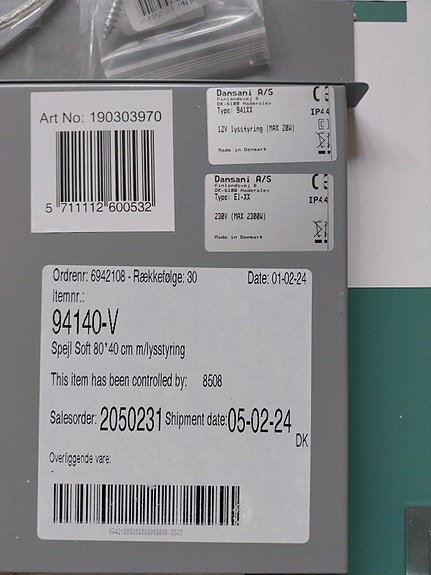 Art No: 190303970
5 711112 600532
Dansani A/S
Finlandsvej 8
DK-6100 Haderslev
Type: 941XX
IP44
12V lysstyring (MAX 20W)
Made in Denmark
Dansani A/S
Finlandsvej 8
DK-6100 Haderslev
Type: El-XX
IP44
230V (MAX 2300W)
Made in Denmark
Ordrenr: 6942108 - Rækkefølge: 30 Date: 01-02-24
Itemnr.:
94140-V
Spejl Soft 80*40 cm m/lysstyring
This item has been controlled by: 8508
Salesorder: 2050231 Shipment date: 05-02-24
DK
Overliggende vare: